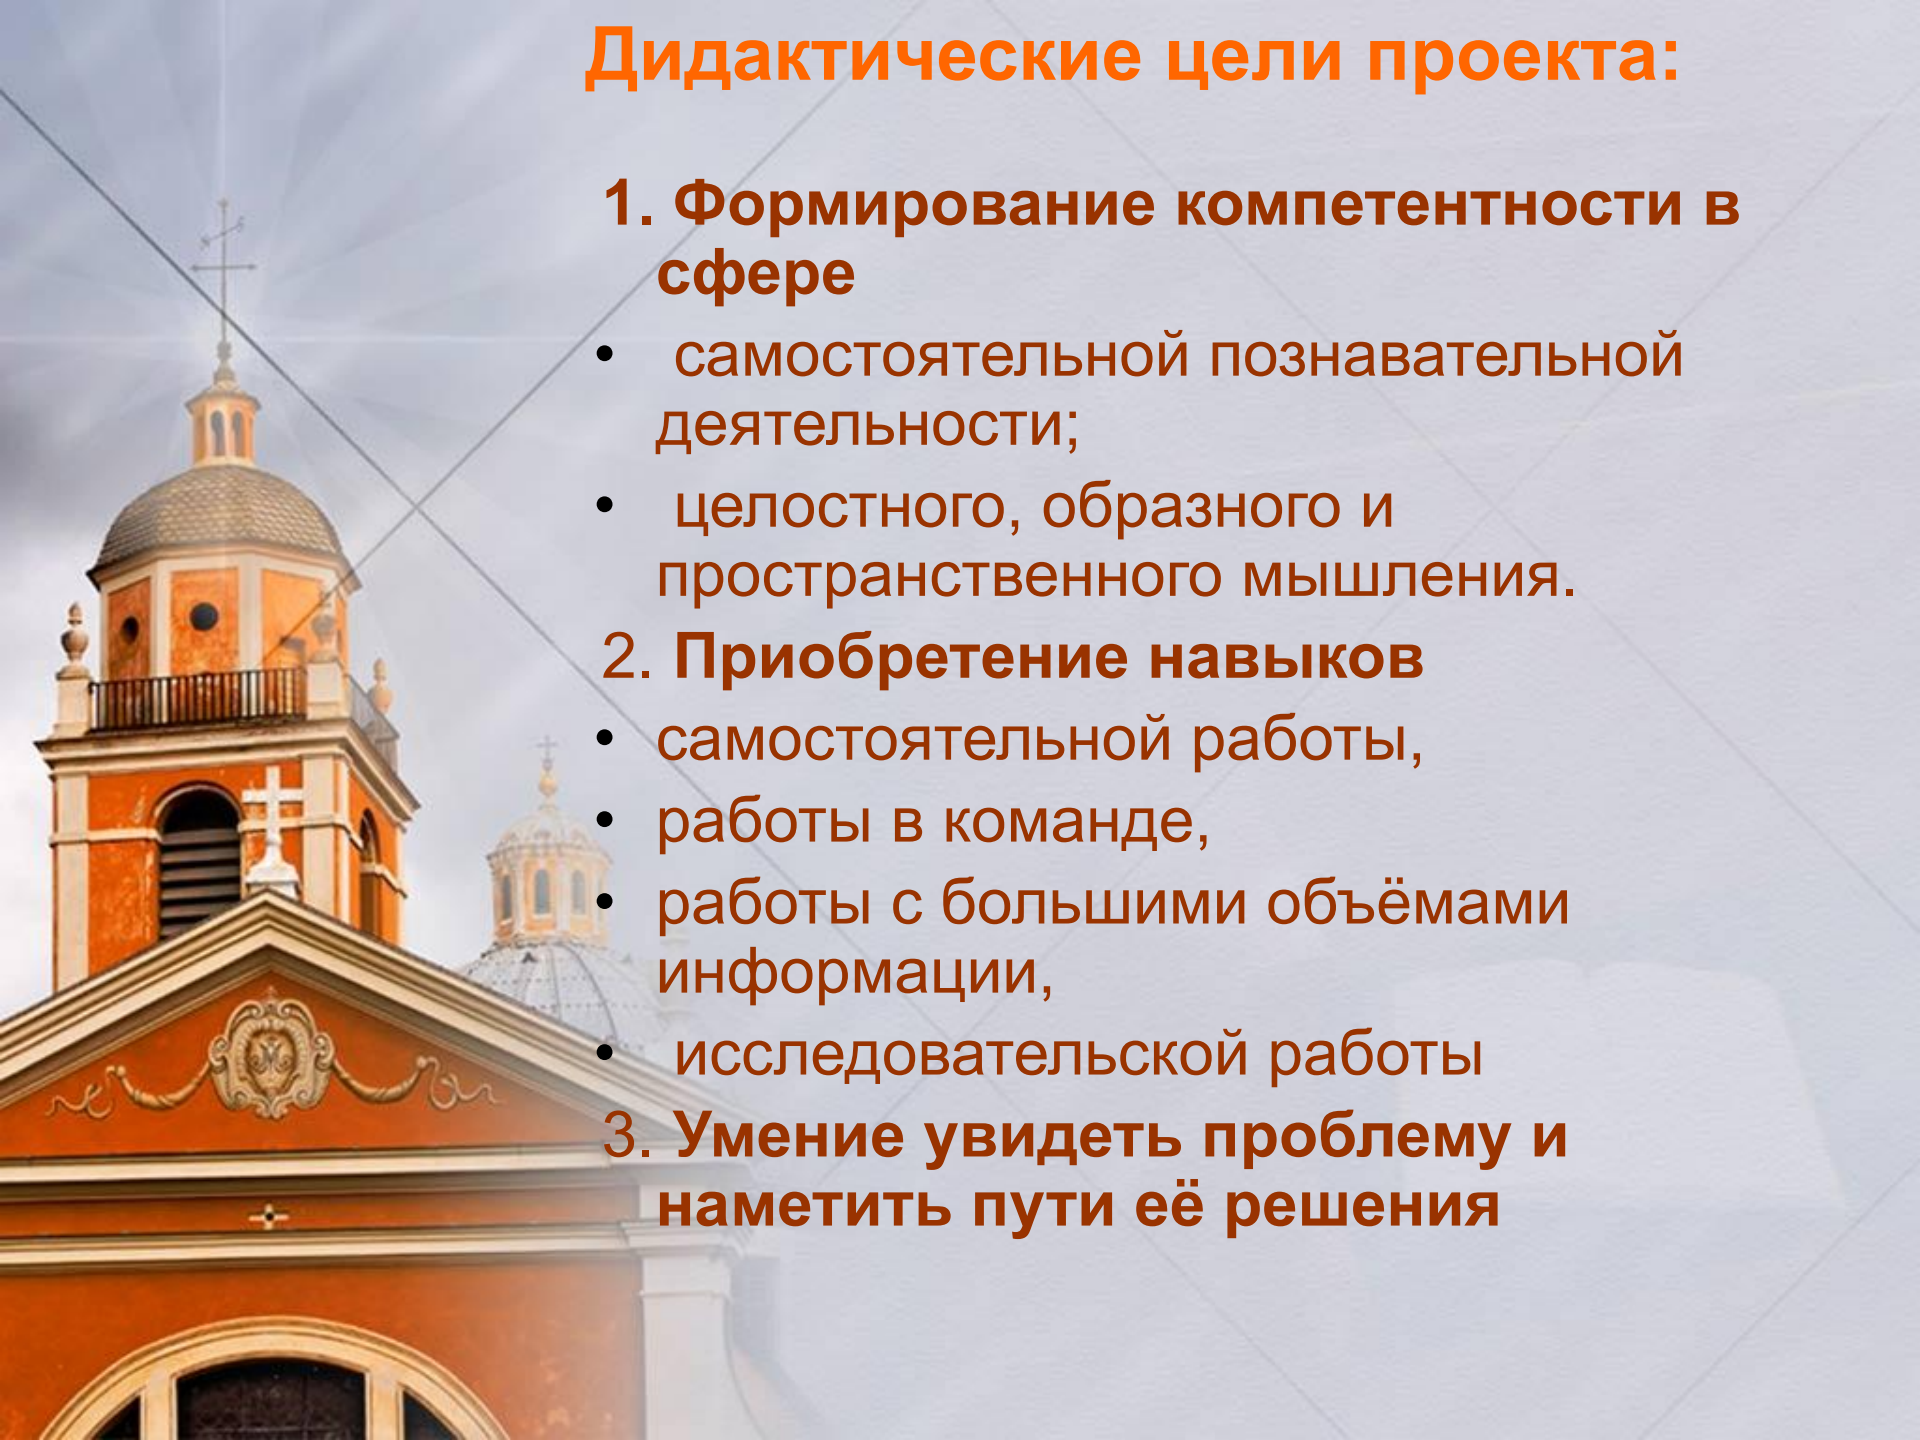 Дидактические цели проекта:
1. Формирование компетентности в
сфере
• самостоятельной познавательной
деятельности;
• целостного, образного и
пространственного мышления.
2. Приобретение навыков
• самостоятельной работы,
• работы в команде,
• работы с большими объёмами
информации,
• исследовательской работы
3. Умение увидеть проблему и
наметить пути её решения